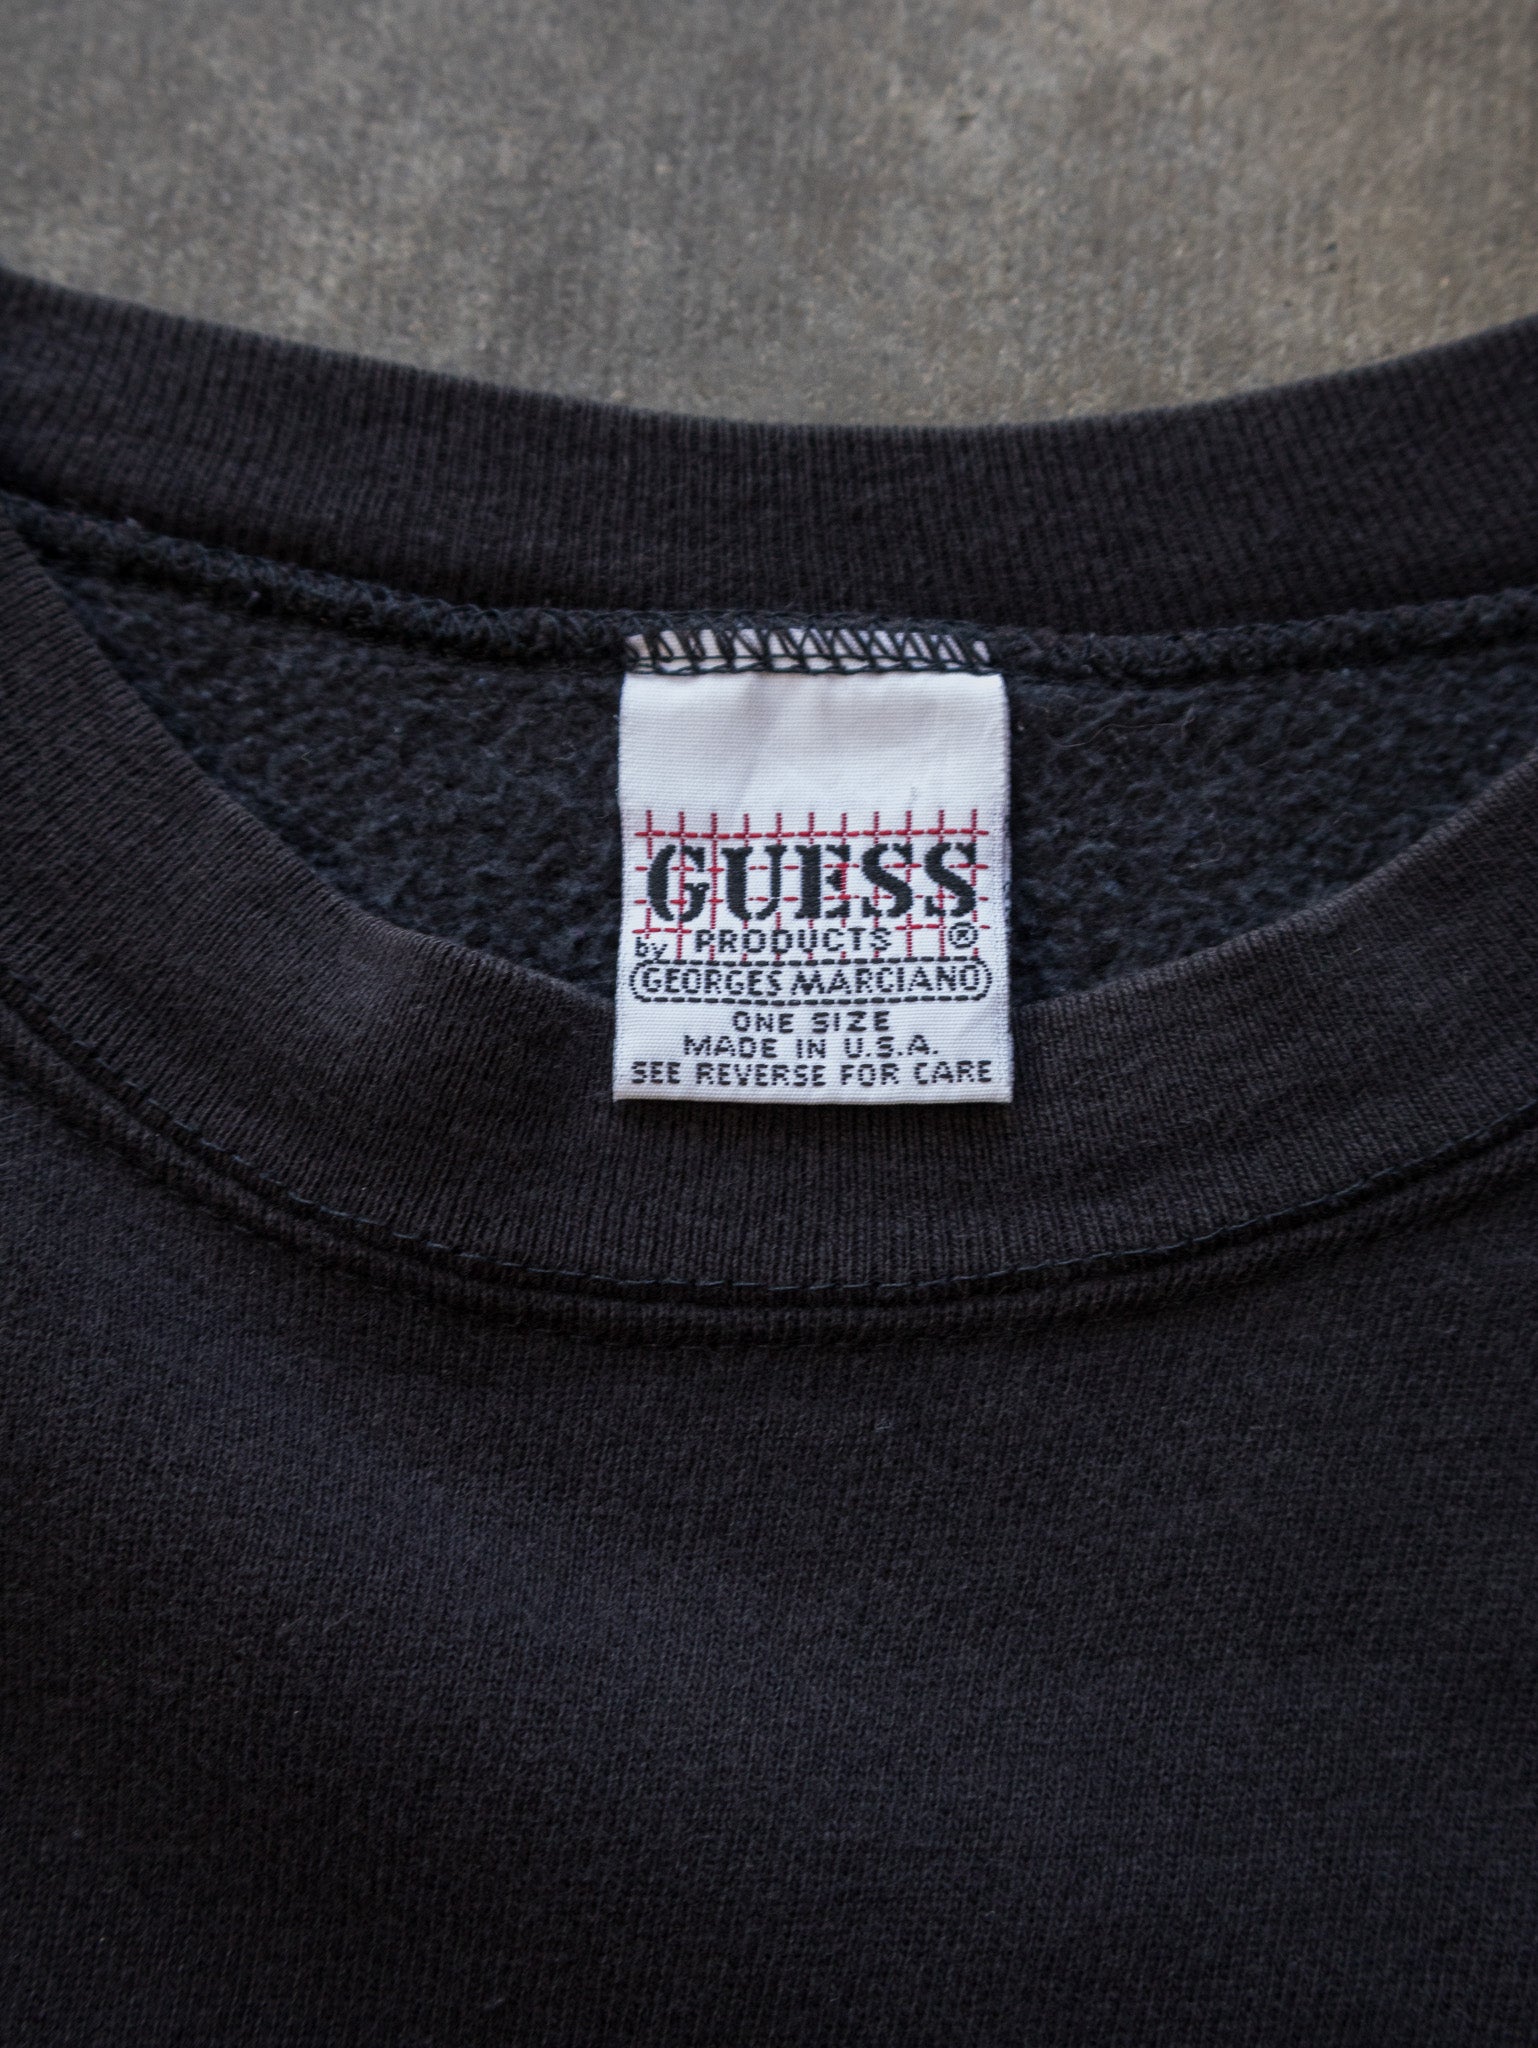 GUESS
PRODUCTS ®
by
GEORGES MARCIANO
ONE SIZE
MADE IN U.S.A.
SEE REVERSE FOR CARE